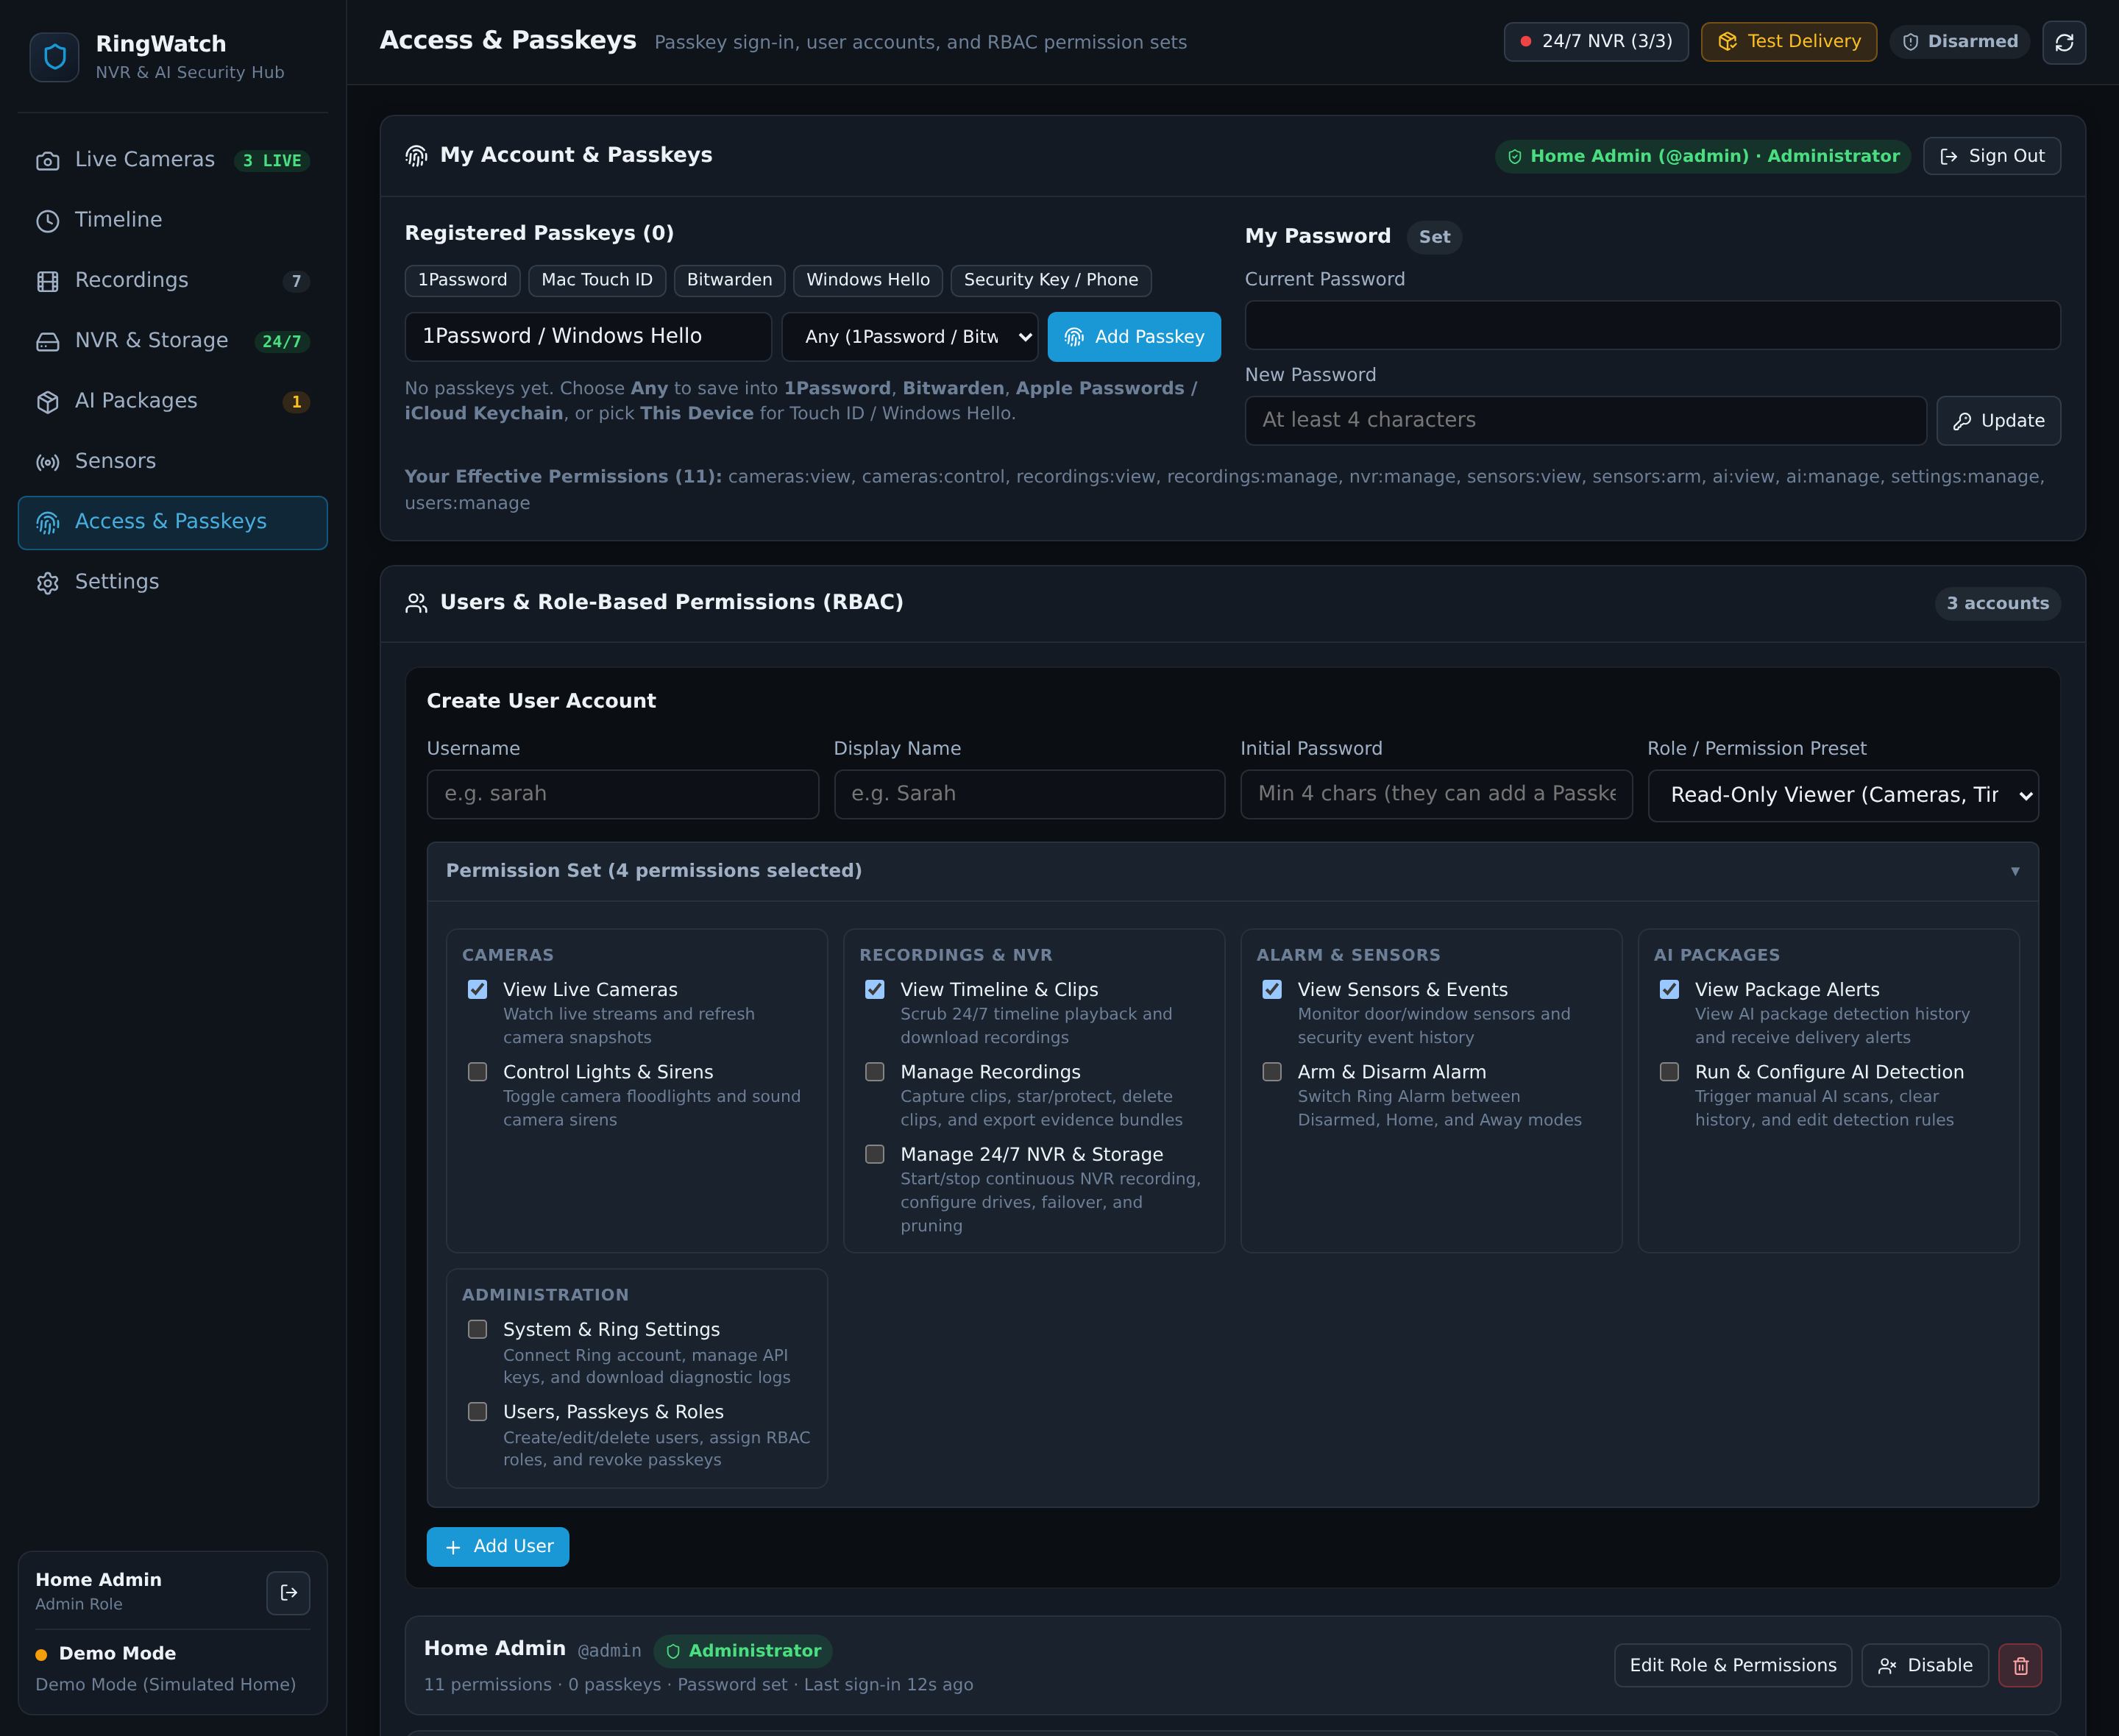 RingWatch
NVR & AI Security Hub
Live Cameras 3 LIVE
Timeline
Recordings 7
NVR & Storage 24/7
AI Packages 1
Sensors
Access & Passkeys
Settings
Home Admin
Admin Role
Demo Mode
Demo Mode (Simulated Home)
Access & Passkeys Passkey sign-in, user accounts, and RBAC permission sets
24/7 NVR (3/3) Test Delivery Disarmed
My Account & Passkeys
Home Admin (@admin) · Administrator Sign Out
Registered Passkeys (0)
1Password Mac Touch ID Bitwarden Windows Hello Security Key / Phone
1Password / Windows Hello Any (1Password / Bitw Add Passkey
No passkeys yet. Choose Any to save into 1Password, Bitwarden, Apple Passwords /
iCloud Keychain, or pick This Device for Touch ID / Windows Hello.
My Password Set
Current Password
New Password
At least 4 characters Update
Your Effective Permissions (11): cameras:view, cameras:control, recordings:view, recordings:manage, nvr:manage, sensors:view, sensors:arm, ai:view, ai:manage, settings:manage,
users:manage
Users & Role-Based Permissions (RBAC) 3 accounts
Create User Account
Username Display Name Initial Password Role / Permission Preset
e.g. sarah e.g. Sarah Min 4 chars (they can add a Passke Read-Only Viewer (Cameras, Tir
Permission Set (4 permissions selected)
CAMERAS
View Live Cameras
Watch live streams and refresh
camera snapshots
Control Lights & Sirens
Toggle camera floodlights and sound
camera sirens
RECORDINGS & NVR
View Timeline & Clips
Scrub 24/7 timeline playback and
download recordings
Manage Recordings
Capture clips, star/protect, delete
clips, and export evidence bundles
Manage 24/7 NVR & Storage
Start/stop continuous NVR recording,
configure drives, failover, and
pruning
ALARM & SENSORS
View Sensors & Events
Monitor door/window sensors and
security event history
Arm & Disarm Alarm
Switch Ring Alarm between
Disarmed, Home, and Away modes
AI PACKAGES
View Package Alerts
View AI package detection history
and receive delivery alerts
Run & Configure AI Detection
Trigger manual AI scans, clear
history, and edit detection rules
ADMINISTRATION
System & Ring Settings
Connect Ring account, manage API
keys, and download diagnostic logs
Users, Passkeys & Roles
Create/edit/delete users, assign RBAC
roles, and revoke passkeys
Add User
Home Admin @admin Administrator
11 permissions · 0 passkeys · Password set · Last sign-in 12s ago
Edit Role & Permissions Disable